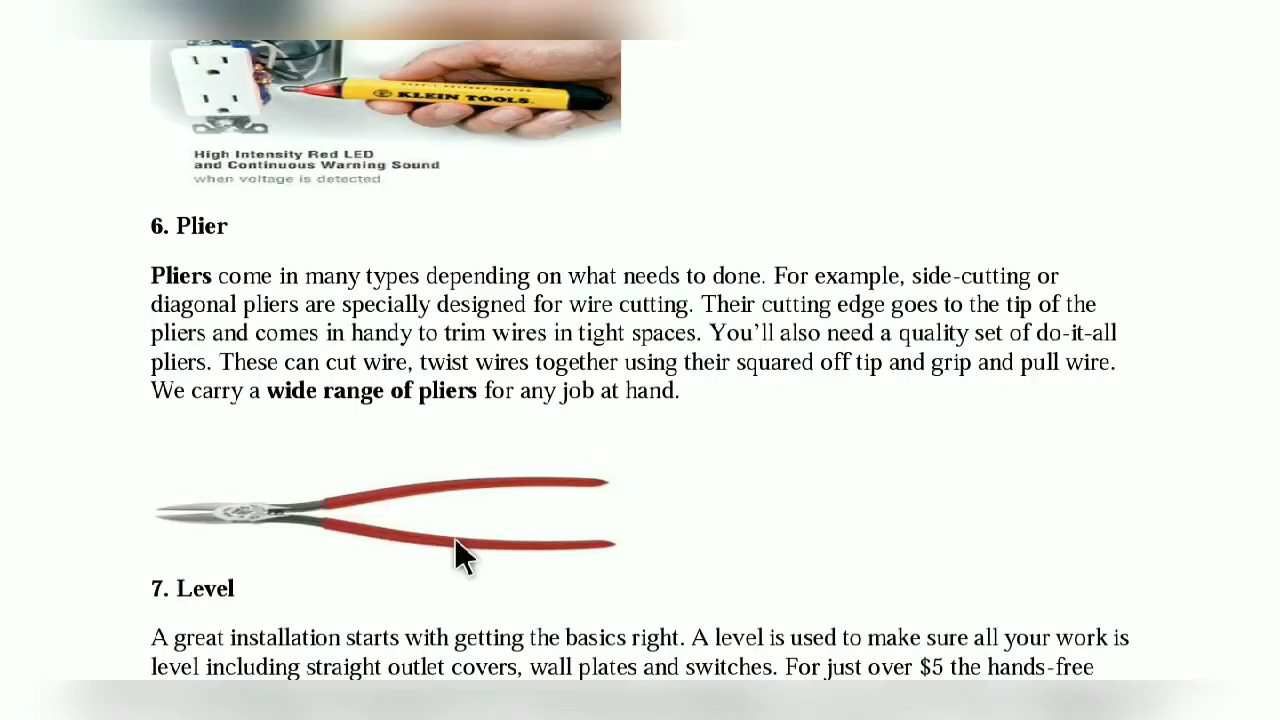 KLEIN TOOLS
High Intensity Red LED
and Continuous Warning Sound
when voltage is detected
6. Plier
Pliers come in many types depending on what needs to done. For example, side-cutting or
diagonal pliers are specially designed for wire cutting. Their cutting edge goes to the tip of the
pliers and comes in handy to trim wires in tight spaces. You’ll also need a quality set of do-it-all
pliers. These can cut wire, twist wires together using their squared off tip and grip and pull wire.
We carry a wide range of pliers for any job at hand.
7. Level
A great installation starts with getting the basics right. A level is used to make sure all your work is
level including straight outlet covers, wall plates and switches. For just over $5 the hands-free